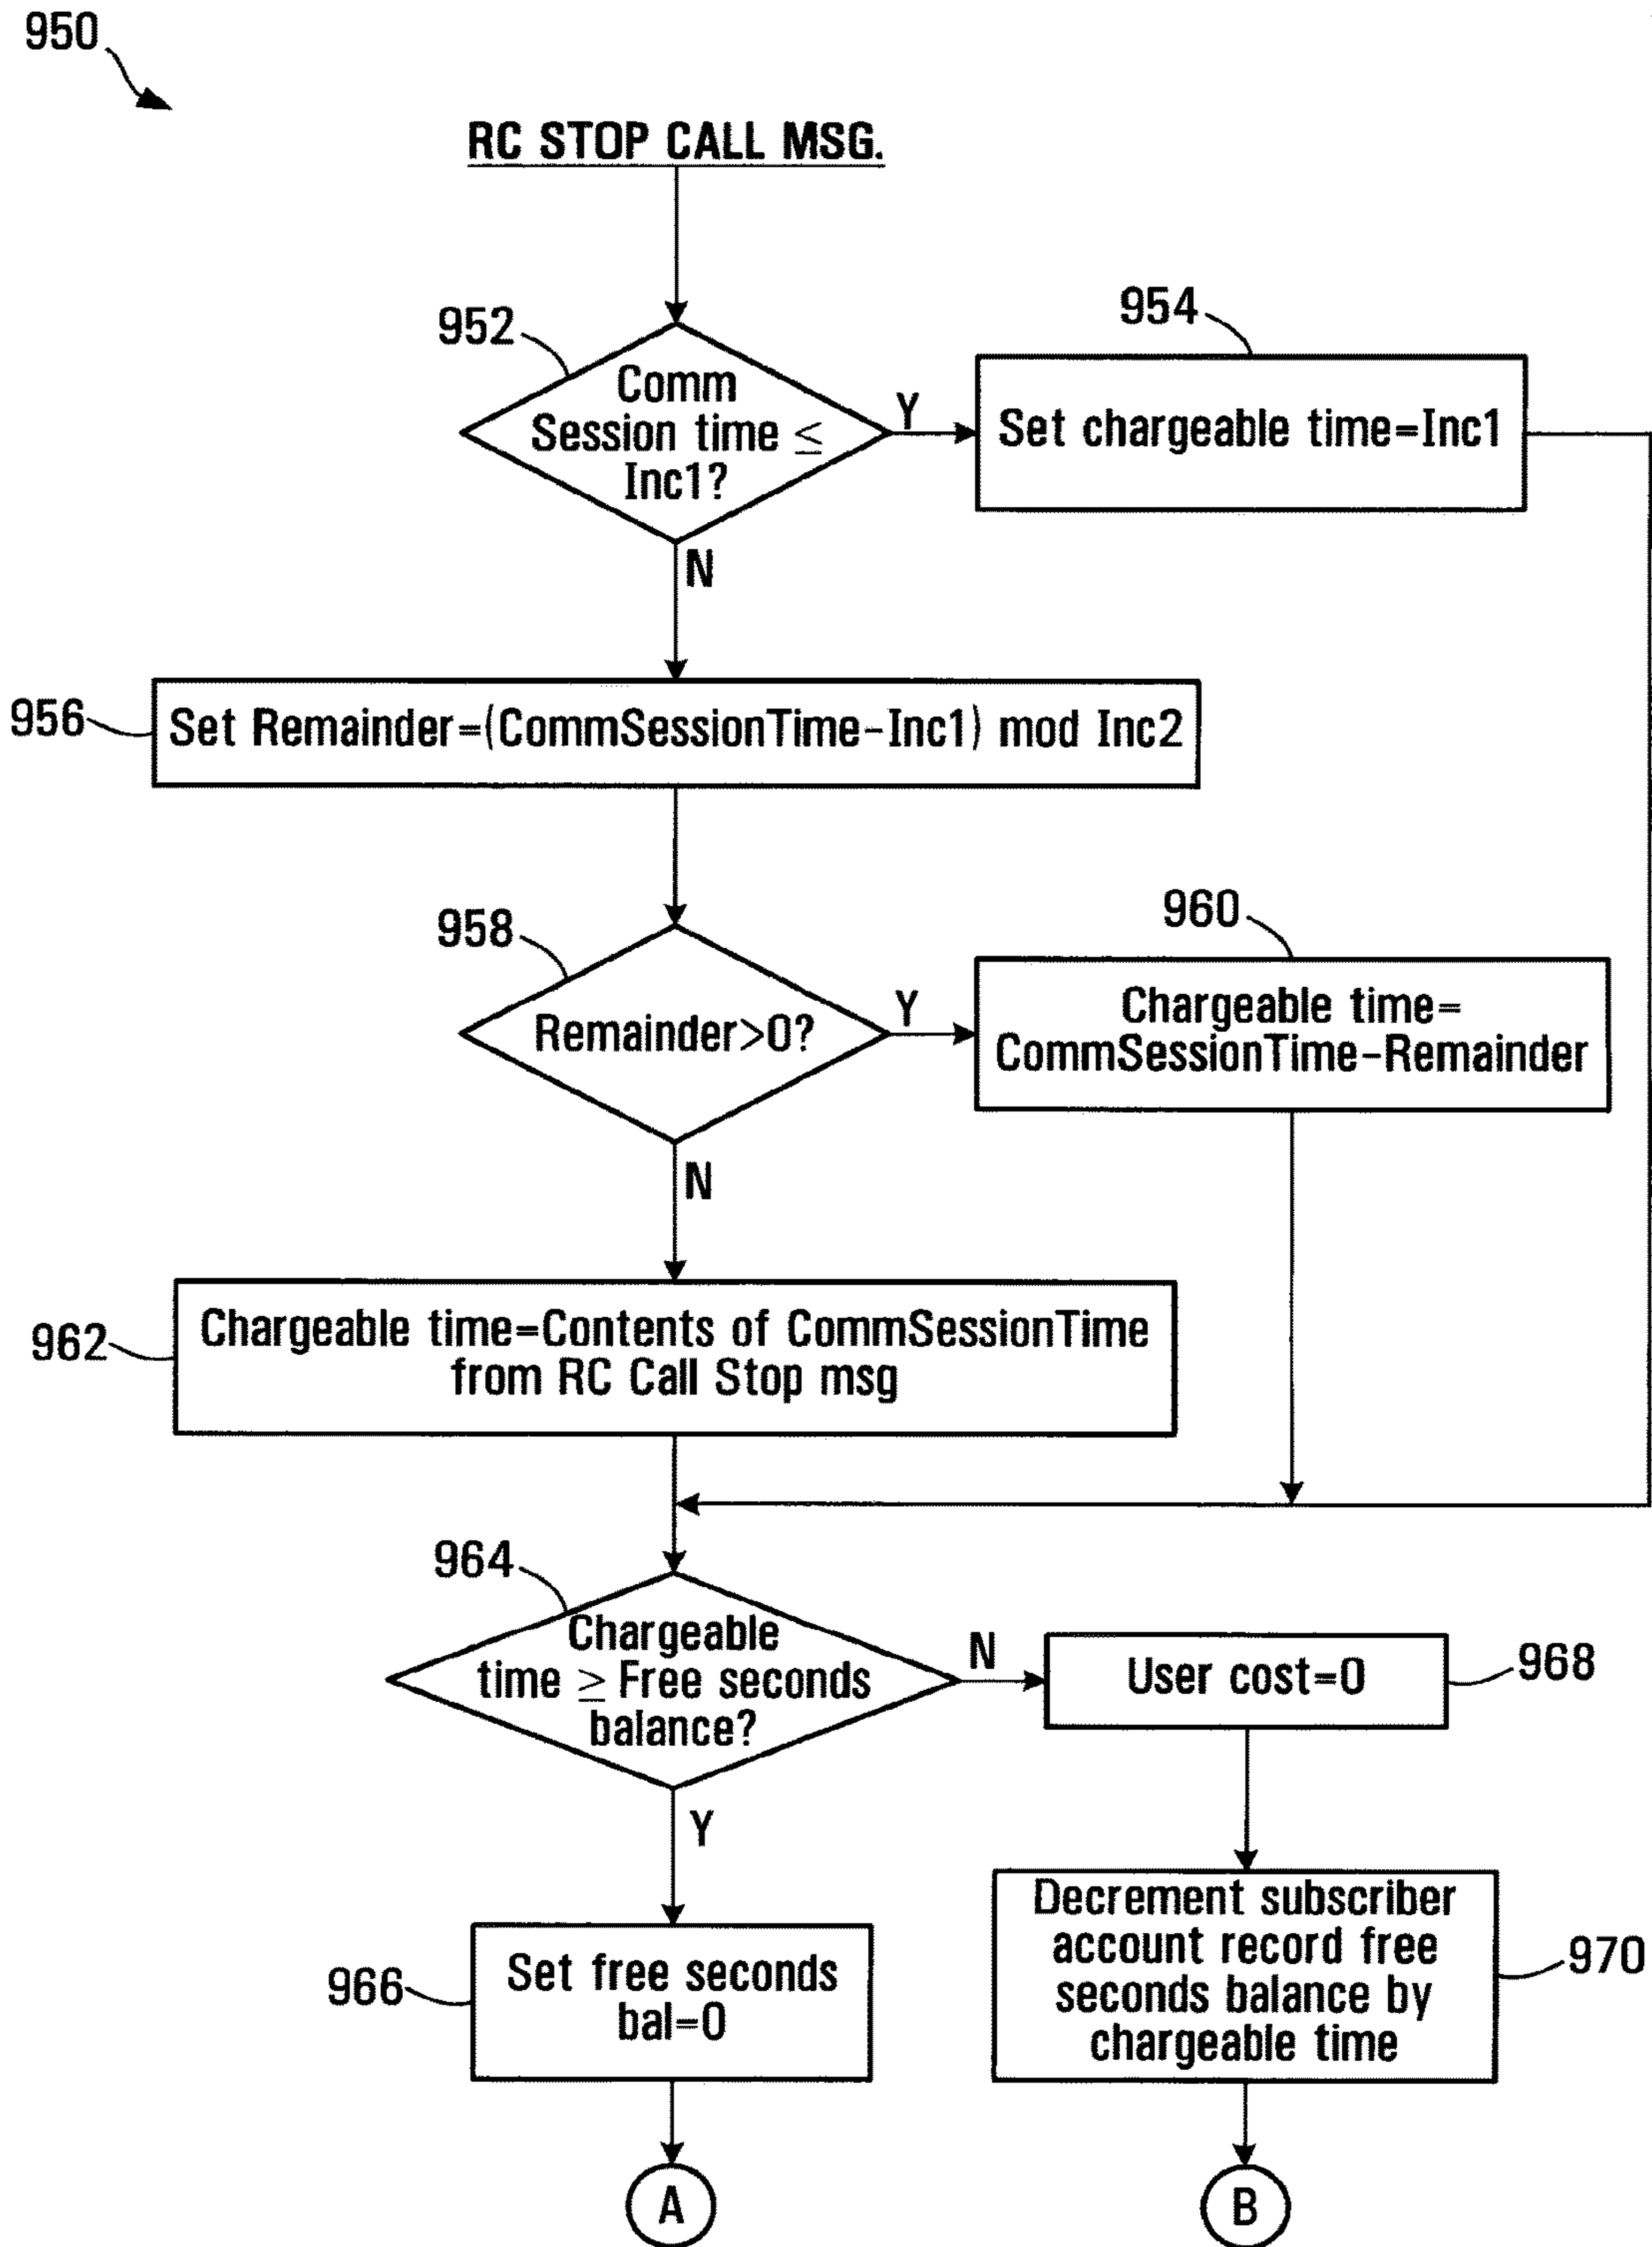 950
RC STOP CALL MSG.
952
Comm
Session time ≤
Inc1?
Y
954
Set chargeable time=Inc1
N
956
Set Remainder=(CommSessionTime-Inc1) mod Inc2
958
Remainder>0?
Y
960
Chargeable time=
CommSessionTime-Remainder
N
962
Chargeable time=Contents of CommSessionTime
from RC Call Stop msg
964
Chargeable
time ≥ Free seconds
balance?
N
User cost=0
968
Y
966
Set free seconds
bal=0
Decrement subscriber
account record free
seconds balance by
chargeable time
970
A
B